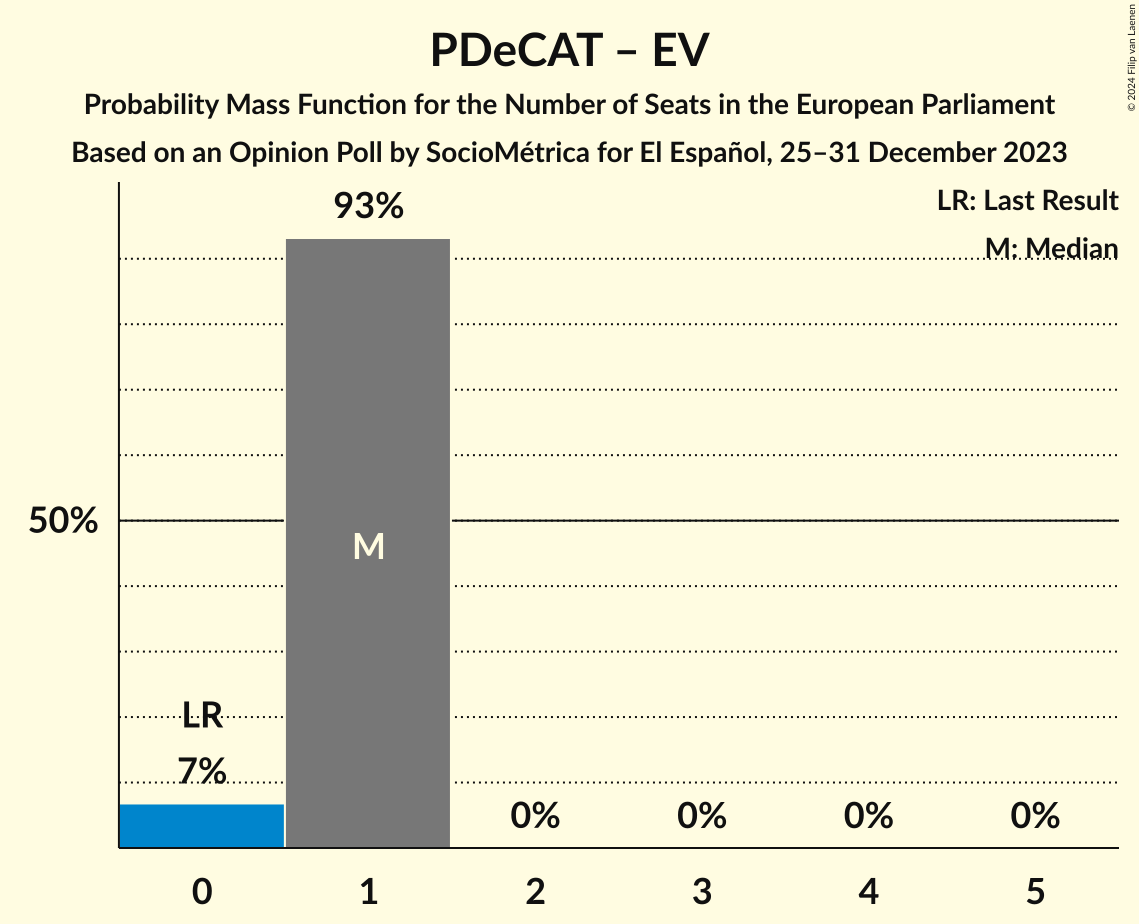 PDeCAT – EV
Probability Mass Function for the Number of Seats in the European Parliament
Based on an Opinion Poll by SocioMétrica for El Español, 25–31 December 2023
© 2024 Filip van Laenen
LR: Last Result
M: Median
93%
50%
M
LR
7%
0% 0% 0% 0%
0 1 2 3 4 5